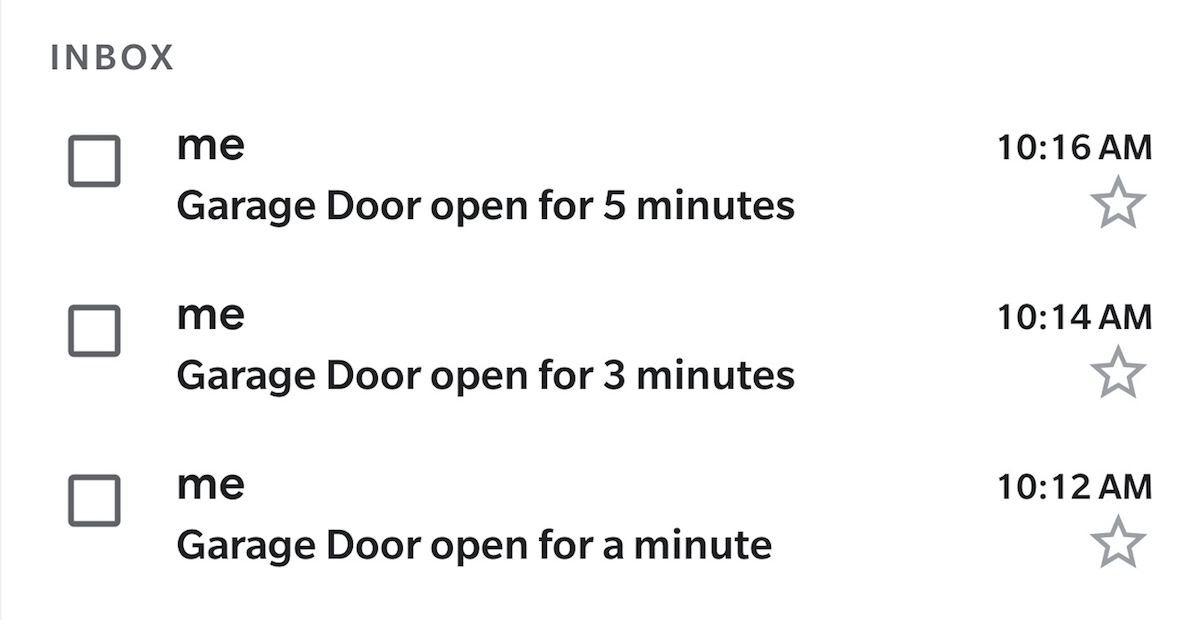 INBOX
me 10:16 AM
Garage Door open for 5 minutes
me 10:14 AM
Garage Door open for 3 minutes
me 10:12 AM
Garage Door open for a minute